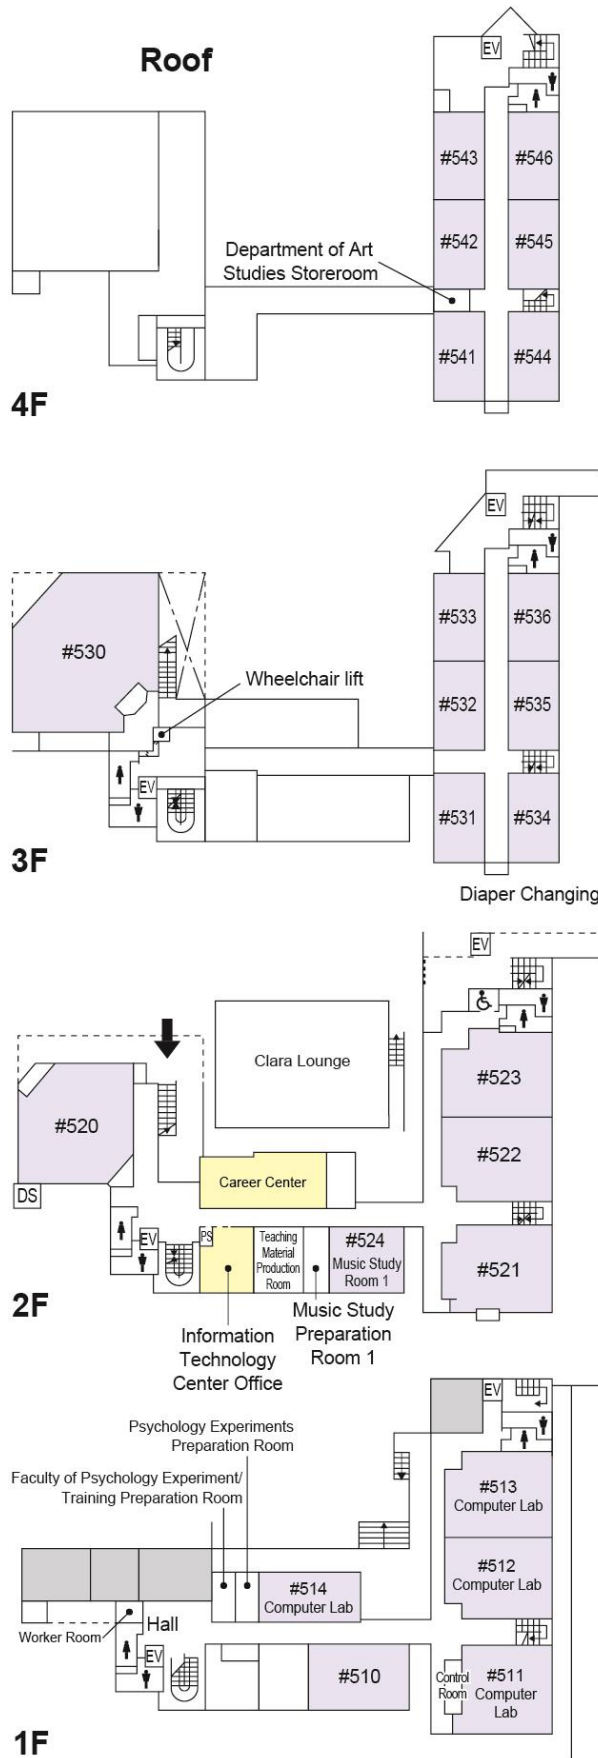 Roof
EV
#543
#546
#542
#545
Department of Art
Studies Storeroom
#541
#544
4F
EV
#530
#533
#536
Wheelchair lift
#532
#535
EV
#531
#534
3F
Diaper Changing
EV
Clara Lounge
#523
#520
#522
DS
Career Center
EV
PS
Teaching
Material
Production
Room
#524
Music Study
Room 1
#521
2F
Information
Technology
Center Office
Music Study
Preparation
Room 1
EV
Psychology Experiments
Preparation Room
Faculty of Psychology Experiment/
Training Preparation Room
#513
Computer Lab
#512
Computer Lab
#514
Computer Lab
Worker Room
Hall
EV
#510
Control
Room
#511
Computer
Lab
1F